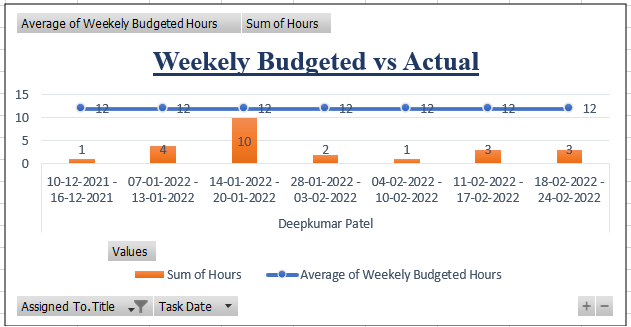 Average of Weekely Budgeted Hours Sum of Hours
Weekely Budgeted vs Actual
15
10
5
0
12 12 12 12 12 12 12
1 4 10 2 1 3 3
10-12-2021 - 07-01-2022 - 14-01-2022 - 28-01-2022 - 04-02-2022 - 11-02-2022 - 18-02-2022 -
16-12-2021 13-01-2022 20-01-2022 03-02-2022 10-02-2022 17-02-2022 24-02-2022
Deepkumar Patel
Values
Sum of Hours Average of Weekely Budgeted Hours
Assigned To.Title Task Date + -